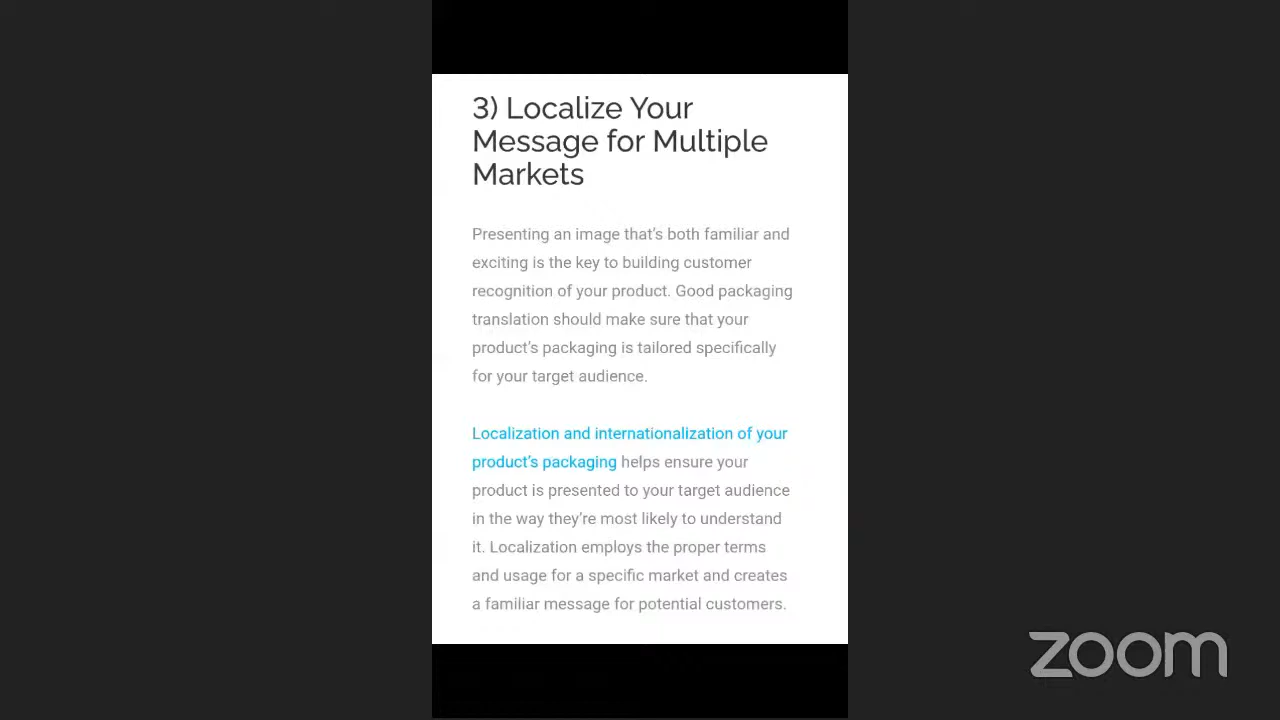 3) Localize Your
Message for Multiple
Markets
Presenting an image that's both familiar and
exciting is the key to building customer
recognition of your product. Good packaging
translation should make sure that your
product's packaging is tailored specifically
for your target audience.
Localization and internationalization of your
product's packaging helps ensure your
product is presented to your target audience
in the way they're most likely to understand
it. Localization employs the proper terms
and usage for a specific market and creates
a familiar message for potential customers.
zoom